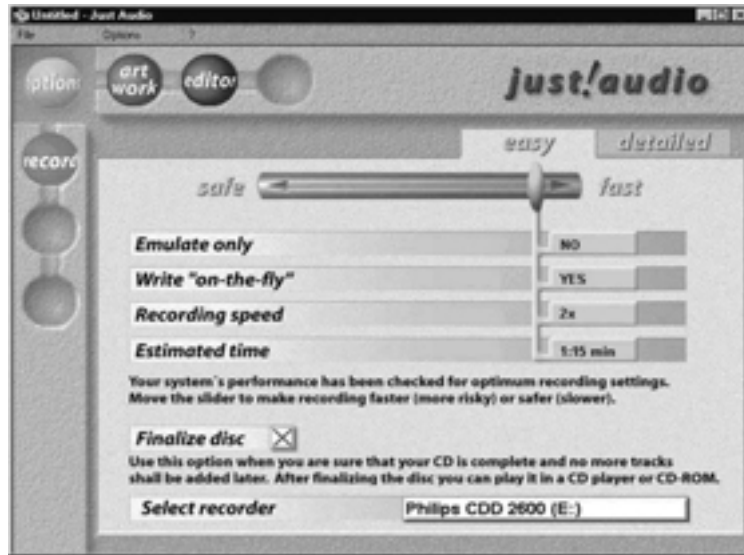 Untitled - Just Audio
File Options ?
option
art
work
editor
just!audio
record
easy detailed
safe fast
Emulate only NO
Write "on-the-fly" YES
Recording speed 2x
Estimated time 1:15 min
Your system´s performance has been checked for optimum recording settings.
Move the slider to make recording faster (more risky) or safer (slower).
Finalize disc
Use this option when you are sure that your CD is complete and no more tracks
shall be added later. After finalizing the disc you can play it in a CD player or CD-ROM.
Select recorder Philips CDD 2600 (E:)